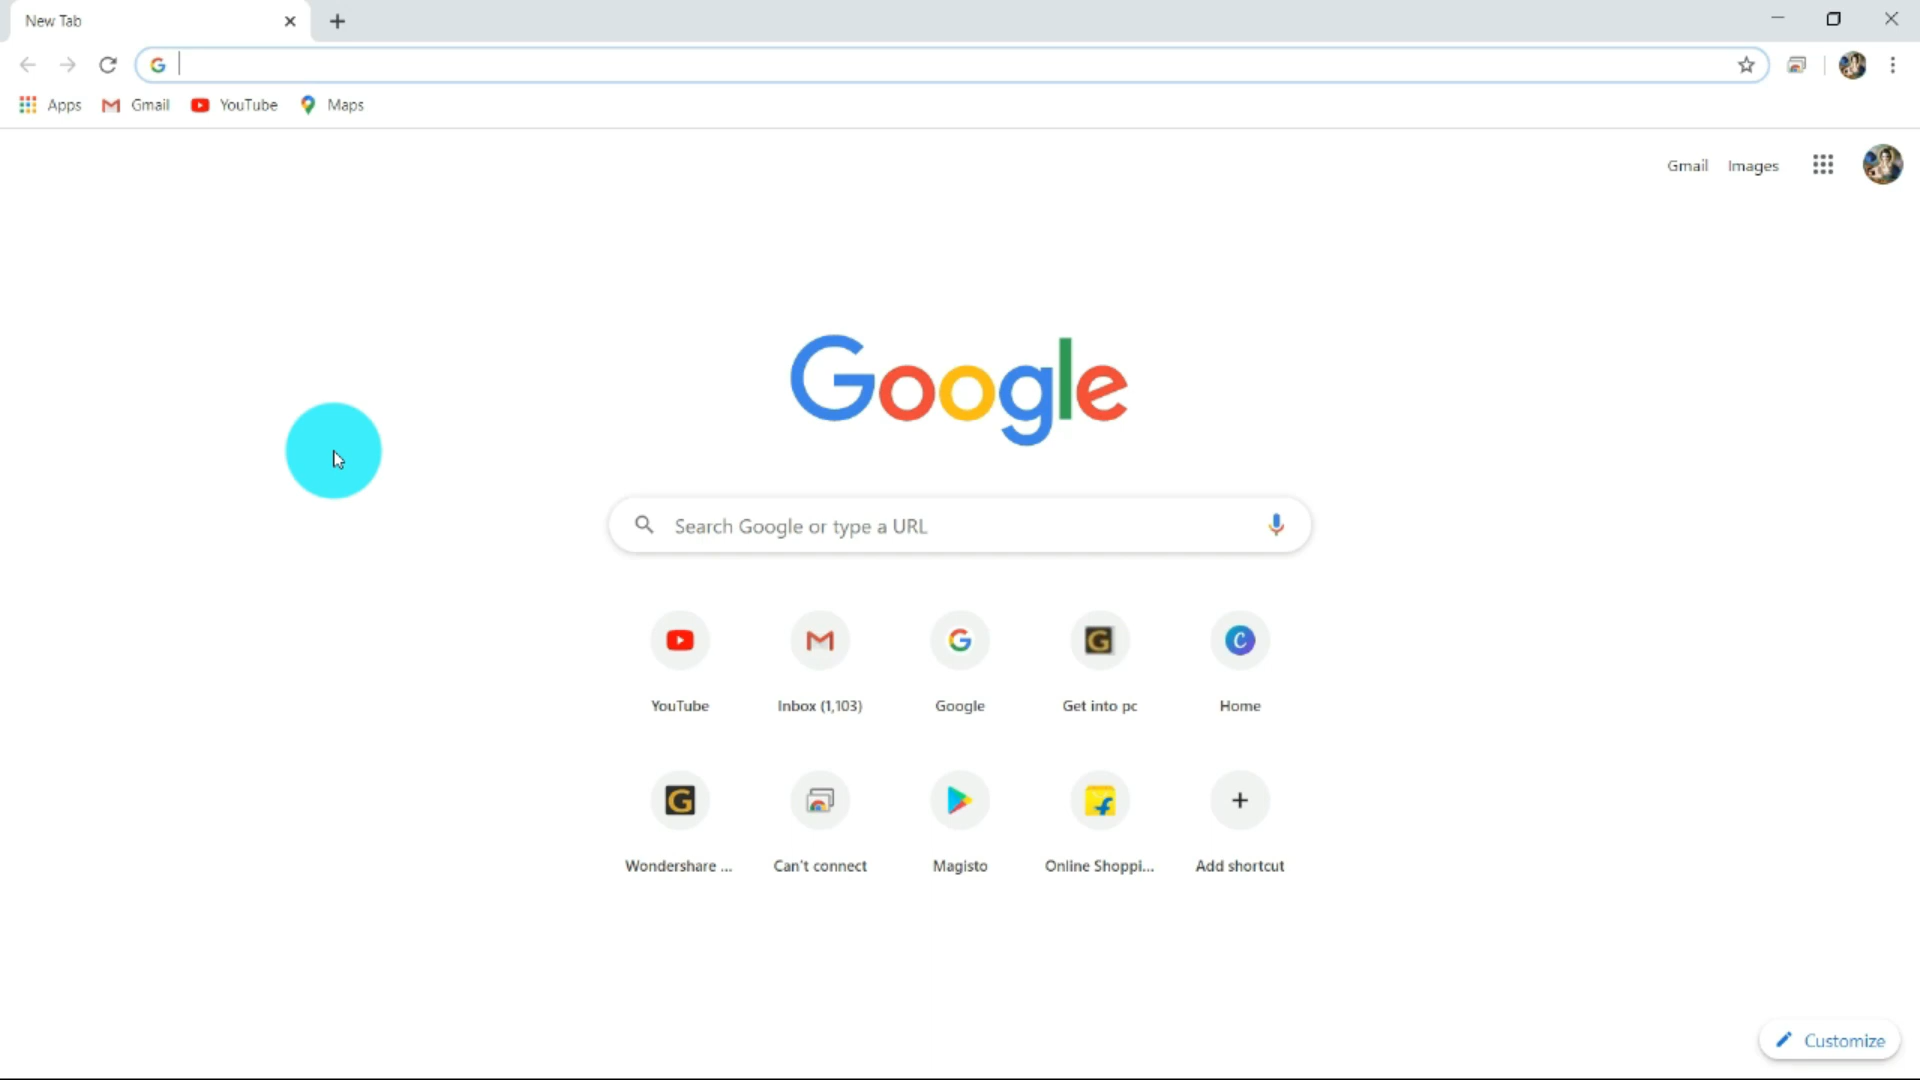 New Tab
Apps Gmail YouTube Maps
Gmail Images
Google
Search Google or type a URL
YouTube Inbox (1,103) Google Get into pc Home
Wondershare ... Can't connect Magisto Online Shoppi... Add shortcut
Customize